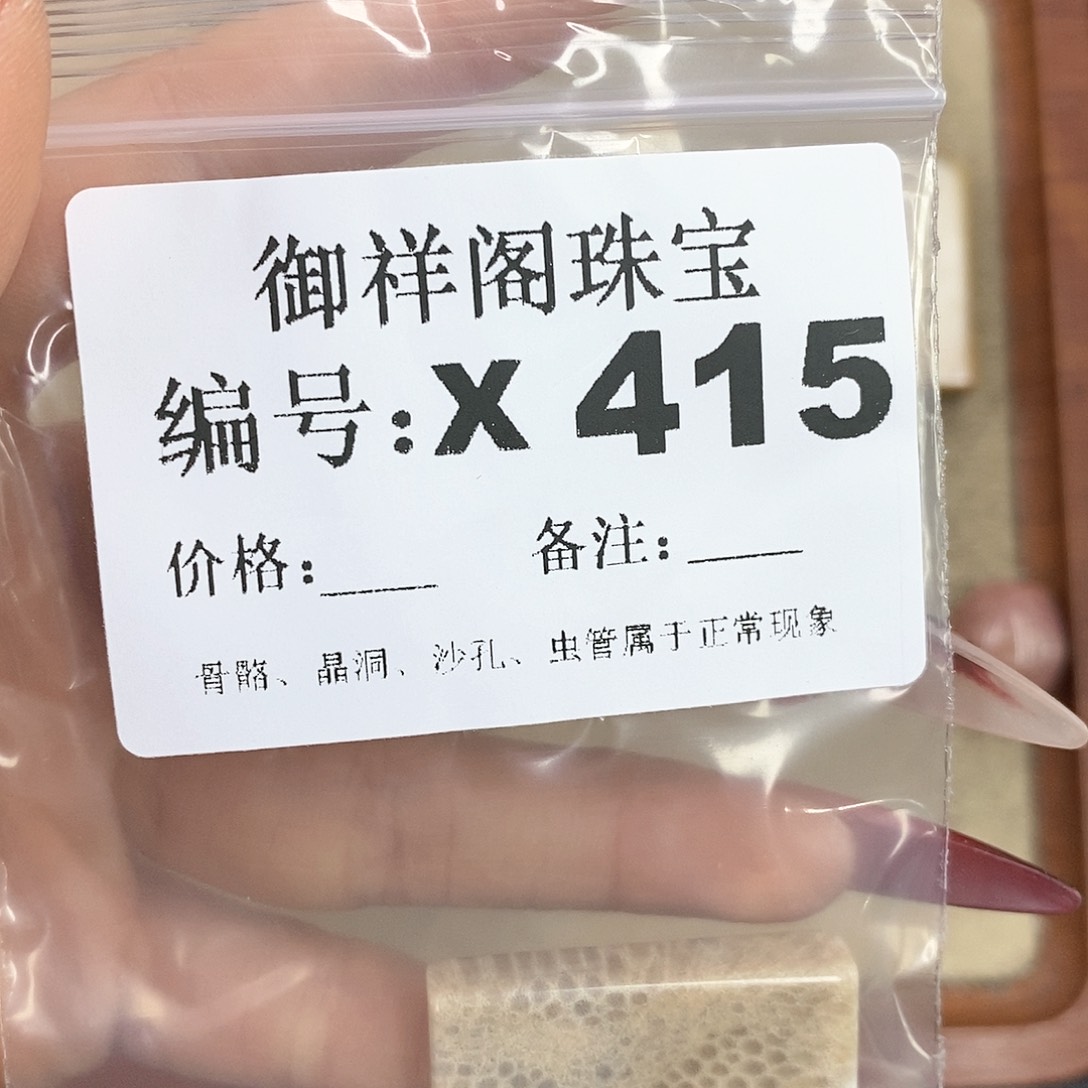 御祥阁珠宝
编号:X 415
价格:____ 备注:____
骨骼、晶洞、沙孔、虫管属于正常现象